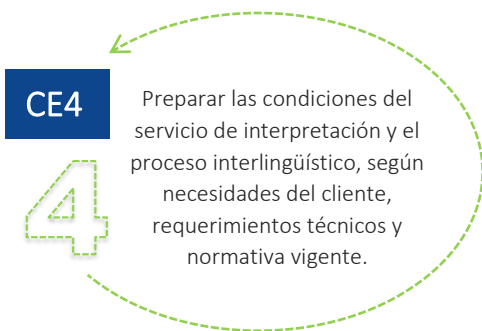 CE4
4
Preparar las condiciones del
servicio de interpretación y el
proceso interlingüístico, según
necesidades del cliente,
requerimientos técnicos y
normativa vigente.